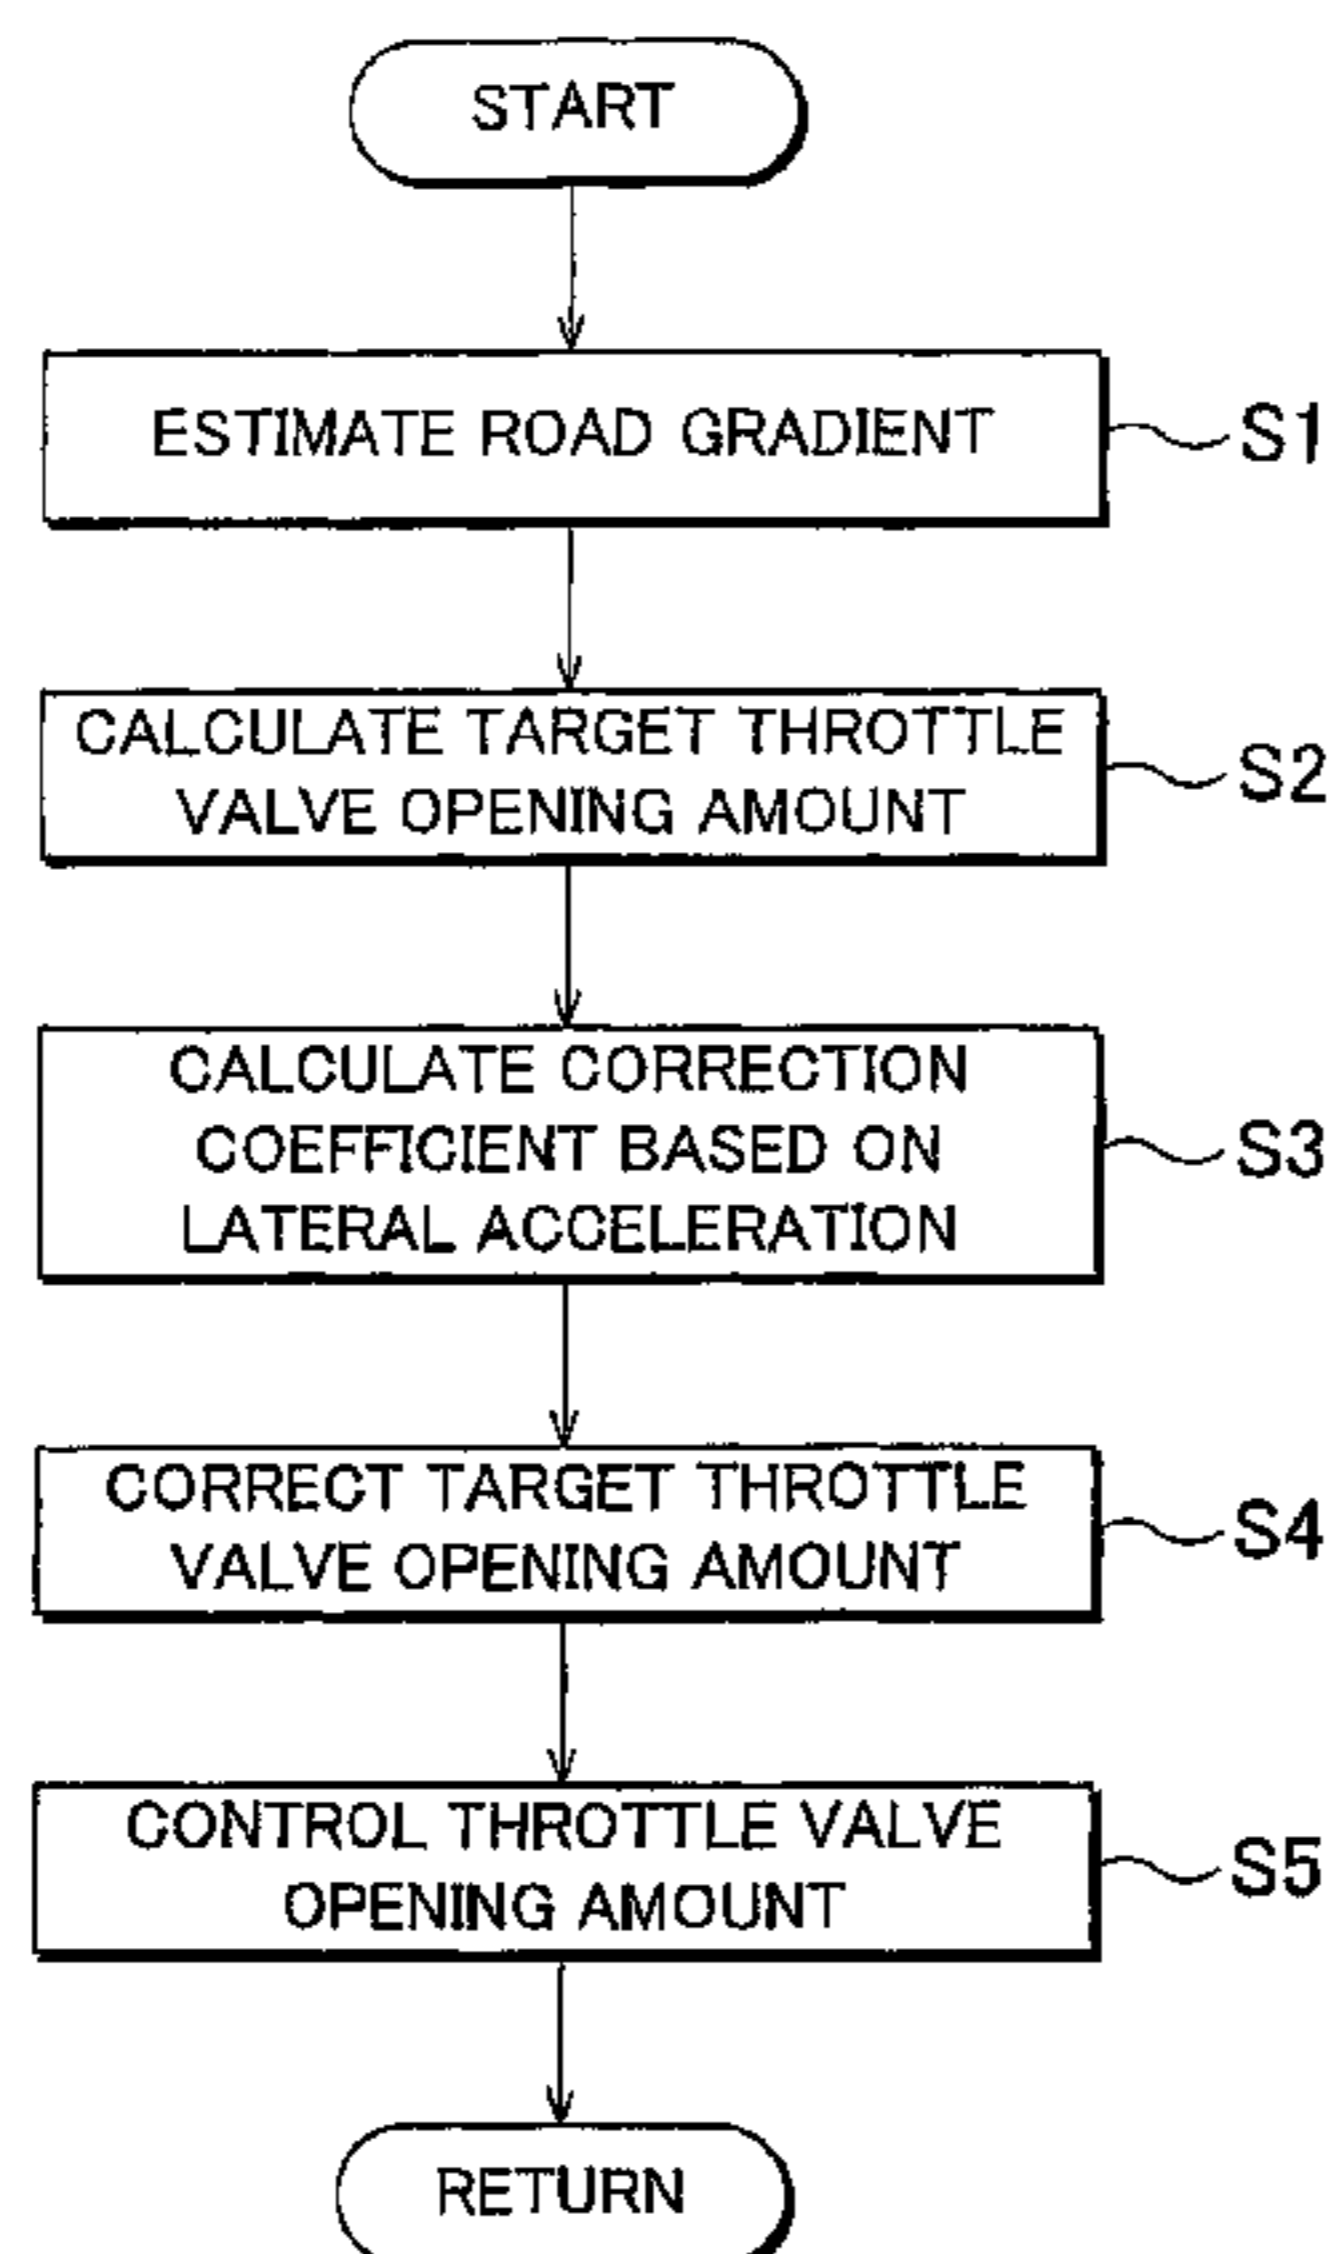 START
ESTIMATE ROAD GRADIENT
S1
CALCULATE TARGET THROTTLE
VALVE OPENING AMOUNT
S2
CALCULATE CORRECTION
COEFFICIENT BASED ON
LATERAL ACCELERATION
S3
CORRECT TARGET THROTTLE
VALVE OPENING AMOUNT
S4
CONTROL THROTTLE VALVE
OPENING AMOUNT
S5
RETURN